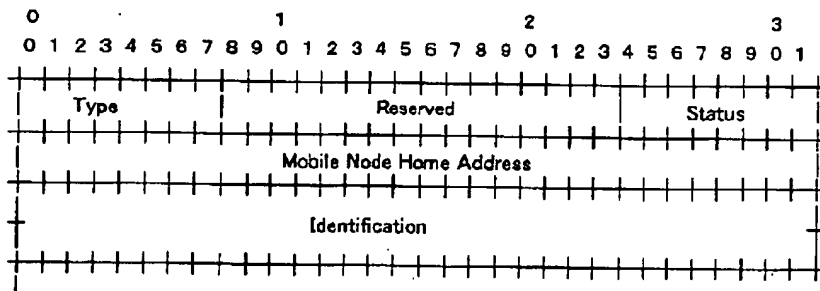 0 1 2 3
0 1 2 3 4 5 6 7 8 9 0 1 2 3 4 5 6 7 8 9 0 1 2 3 4 5 6 7 8 9 0 1
Type Reserved Status
Mobile Node Home Address
Identification